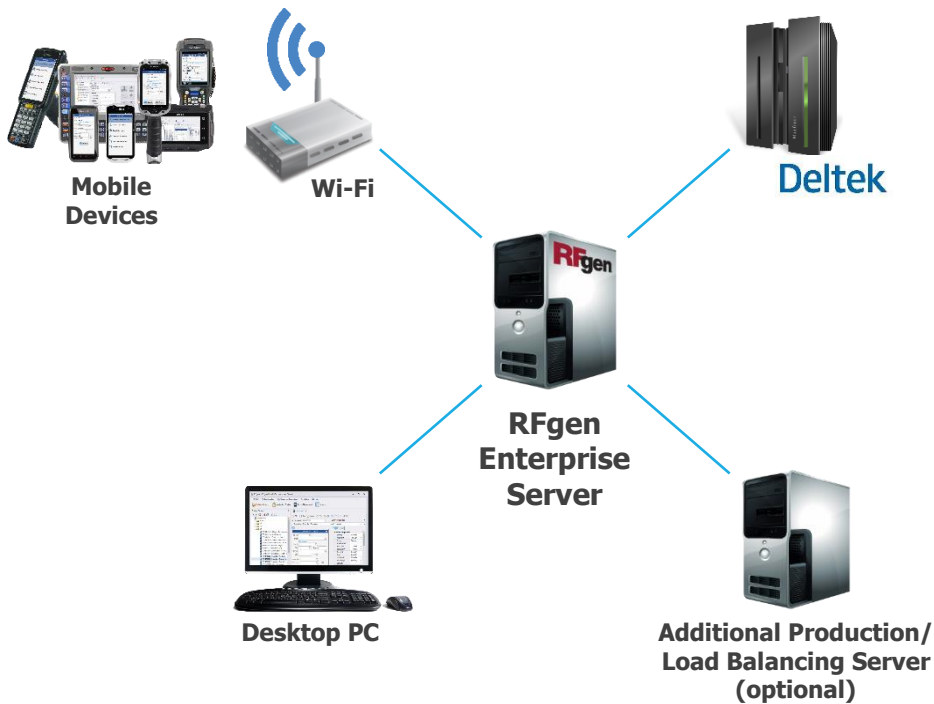 Mobile
Devices
Wi-Fi
Deltek
RFgen
RFgen
Enterprise
Server
Desktop PC
Additional Production/
Load Balancing Server
(optional)